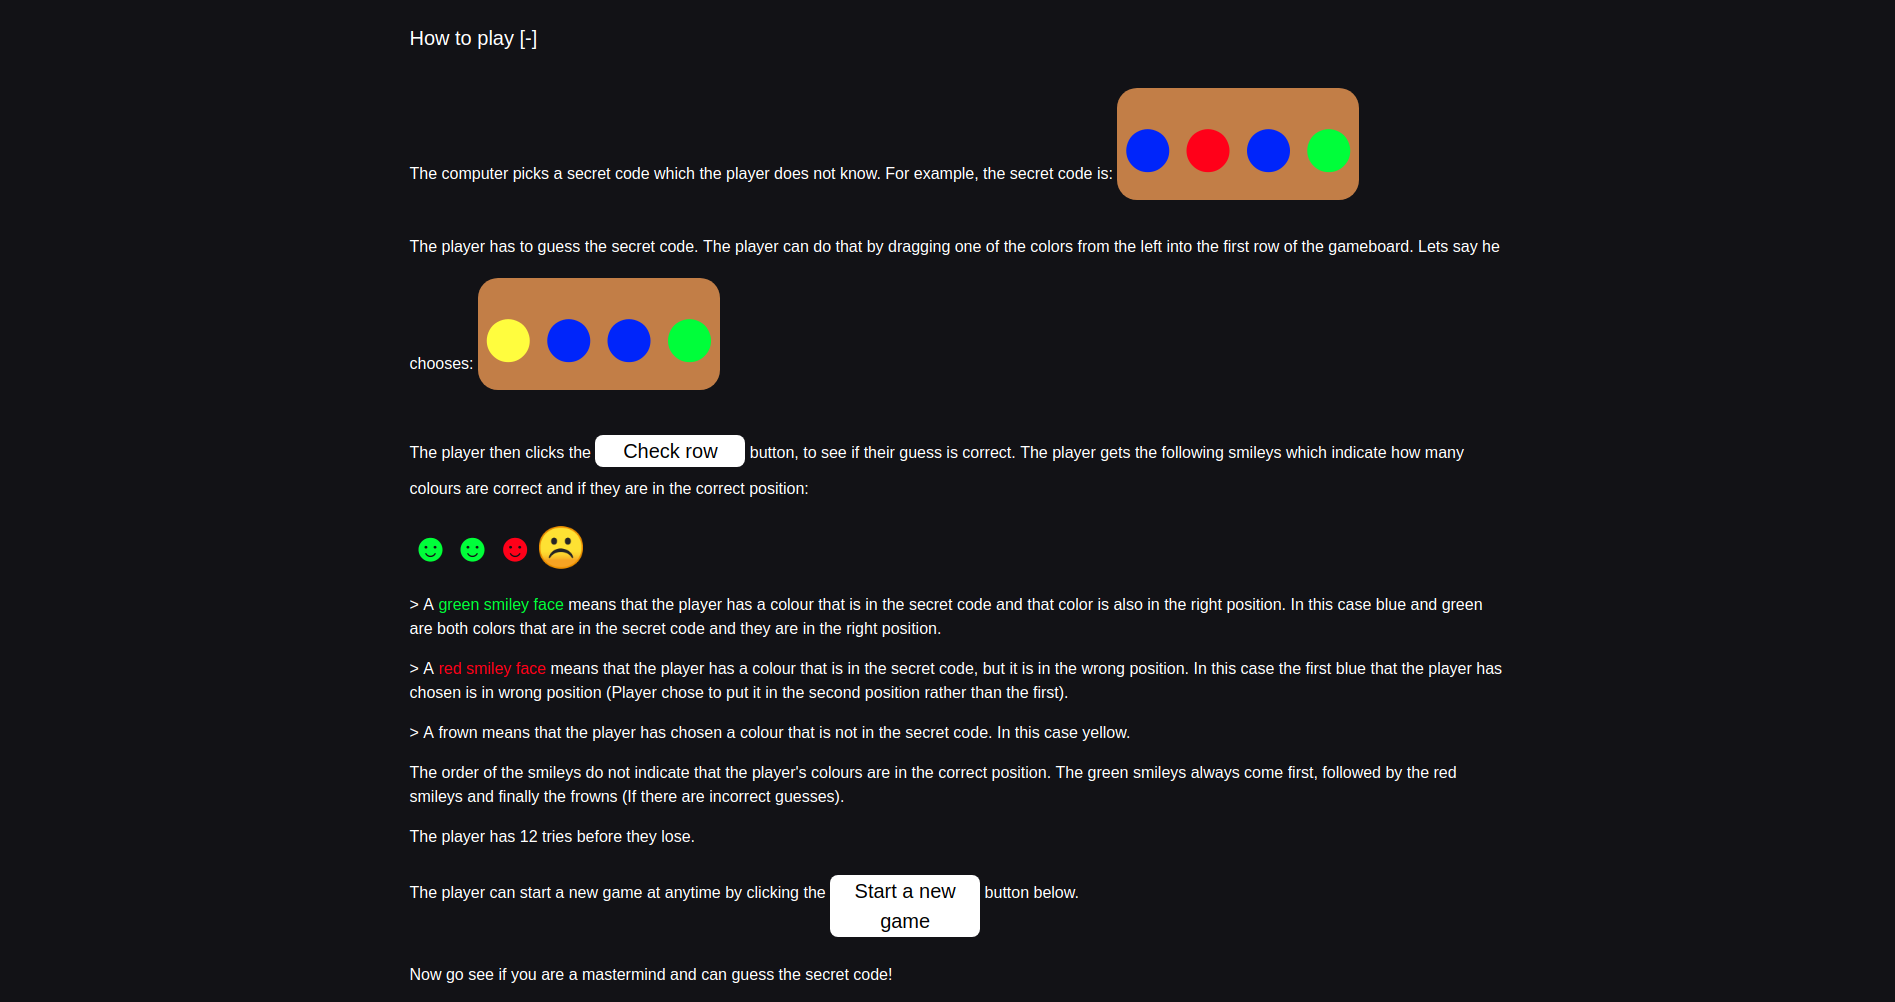 How to play [-]
The computer picks a secret code which the player does not know. For example, the secret code is:
The player has to guess the secret code. The player can do that by dragging one of the colors from the left into the first row of the gameboard. Lets say he
chooses:
The player then clicks the Check row button, to see if their guess is correct. The player gets the following smileys which indicate how many
colours are correct and if they are in the correct position:
> A green smiley face means that the player has a colour that is in the secret code and that color is also in the right position. In this case blue and green
are both colors that are in the secret code and they are in the right position.
> A red smiley face means that the player has a colour that is in the secret code, but it is in the wrong position. In this case the first blue that the player has
chosen is in wrong position (Player chose to put it in the second position rather than the first).
> A frown means that the player has chosen a colour that is not in the secret code. In this case yellow.
The order of the smileys do not indicate that the player's colours are in the correct position. The green smileys always come first, followed by the red
smileys and finally the frowns (If there are incorrect guesses).
The player has 12 tries before they lose.
The player can start a new game at anytime by clicking the Start a new game button below.
Now go see if you are a mastermind and can guess the secret code!